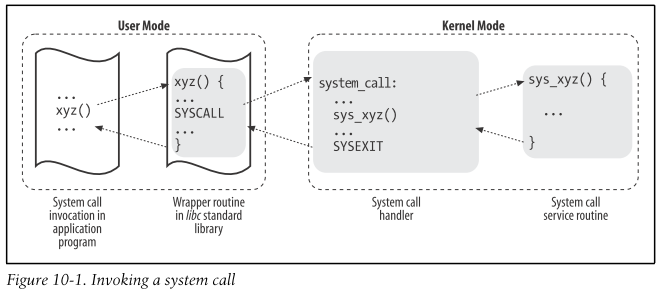 User Mode
Kernel Mode
...
xyz()
...
xyz() {
...
SYSCALL
...
}
system_call:
...
sys_xyz()
...
SYSEXIT
sys_xyz() {
...
}
System call
invocation in
application
program
Wrapper routine
in libc standard
library
System call
handler
System call
service routine
Figure 10-1. Invoking a system call